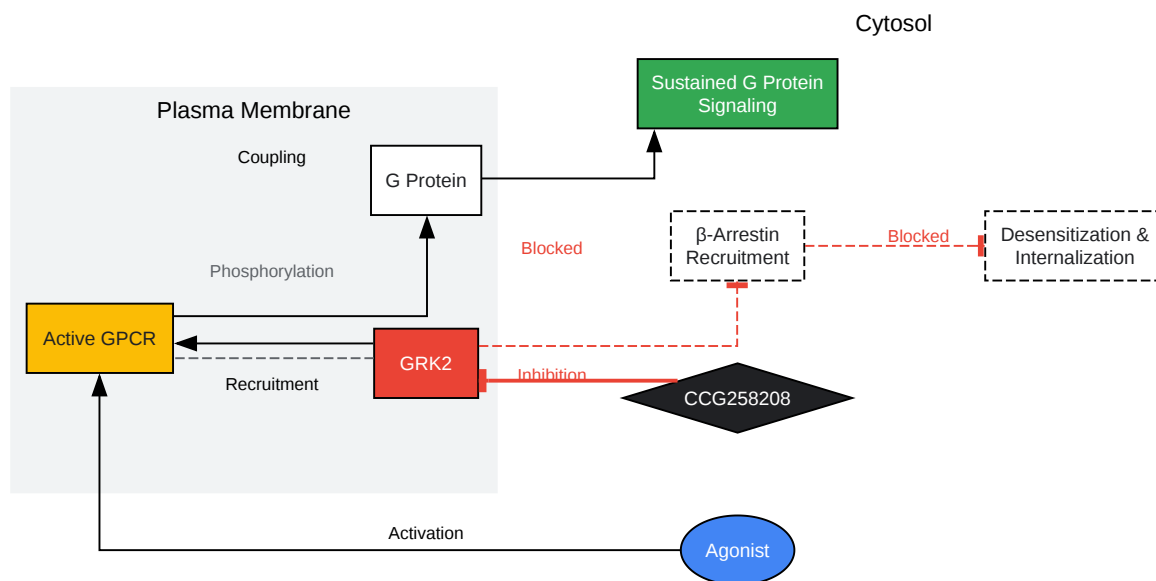 Cytosol
Sustained G Protein
Signaling
Plasma Membrane
Coupling
G Protein
Blocked
β-Arrestin
Recruitment
Blocked
Desensitization &
Internalization
Phosphorylation
Active GPCR
GRK2
Recruitment
Inhibition
CCG258208
Activation
Agonist